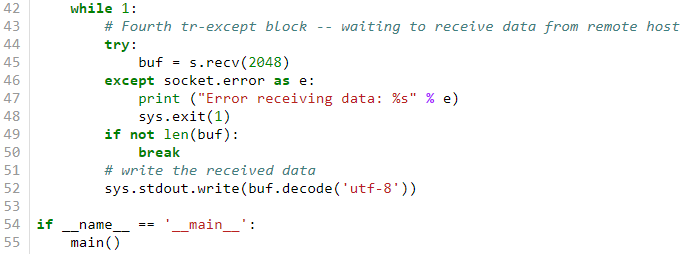 42     while 1:
43         # Fourth tr-except block -- waiting to receive data from remote host
44         try:
45             buf = s.recv(2048)
46         except socket.error as e:
47             print ("Error receiving data: %s" % e)
48             sys.exit(1)
49         if not len(buf):
50             break
51         # write the received data
52         sys.stdout.write(buf.decode('utf-8'))
53
54 if __name__ == '__main__':
55     main()